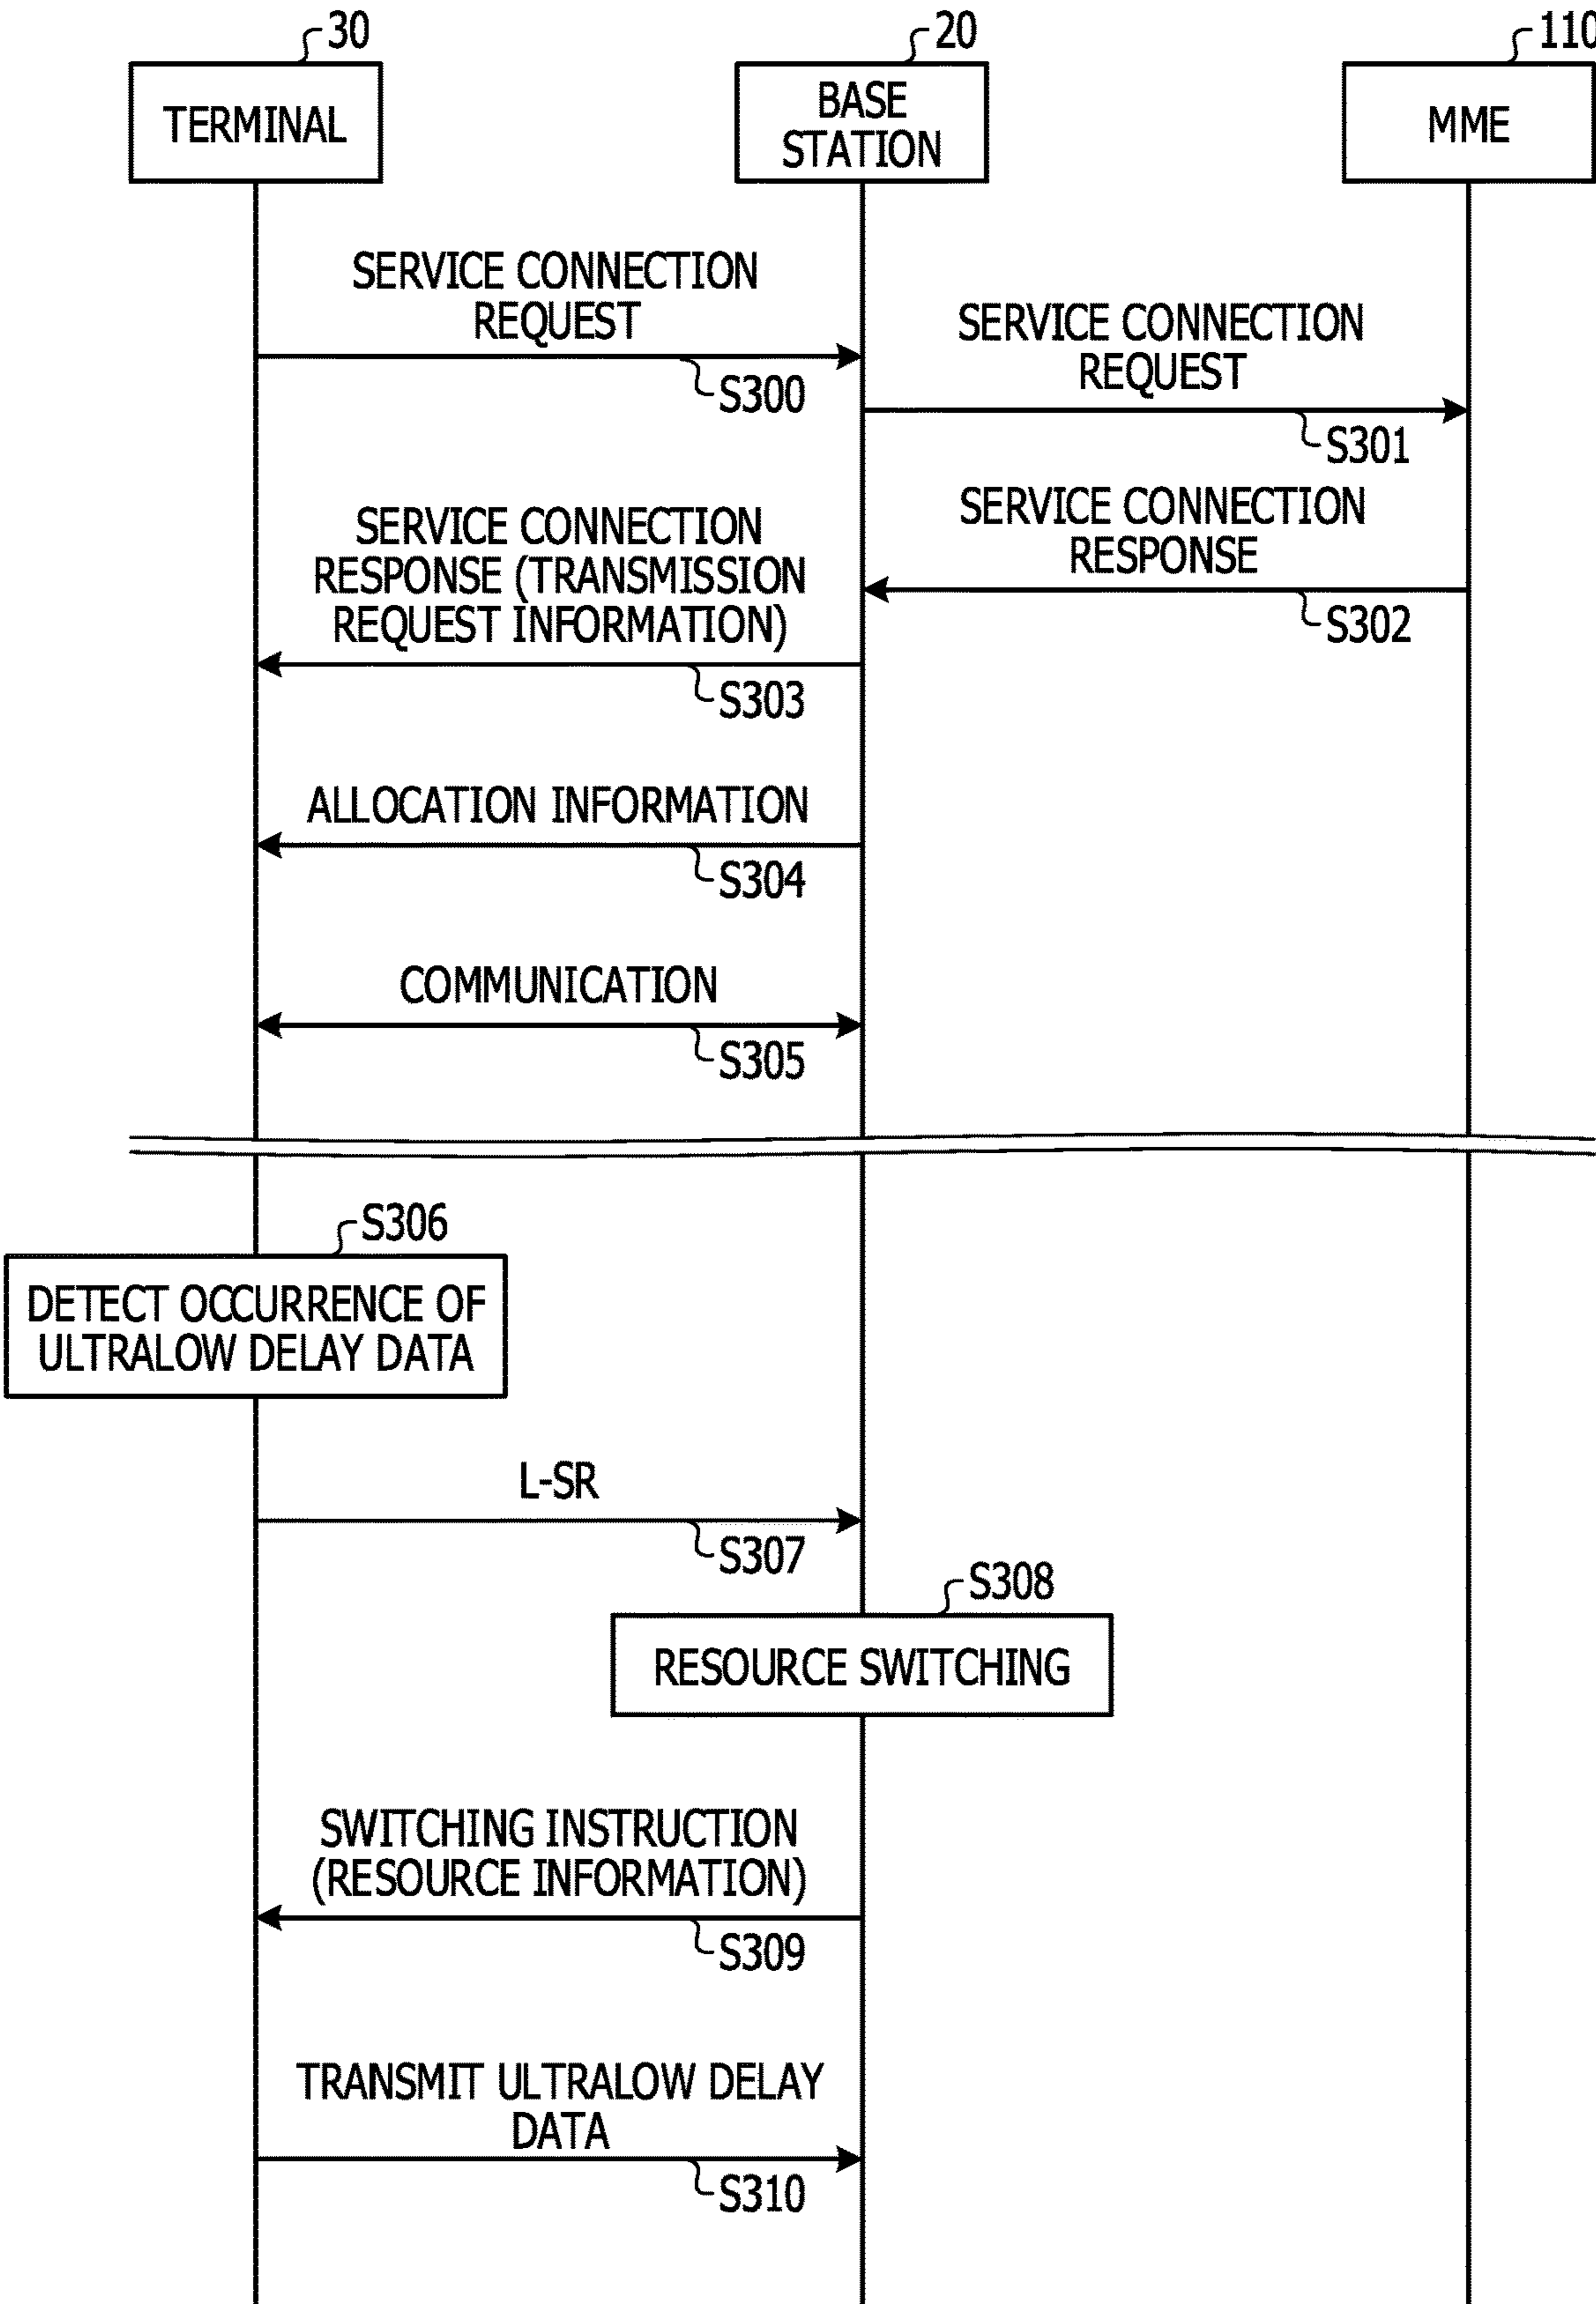 30
20
110
TERMINAL
BASE
STATION
MME
SERVICE CONNECTION
REQUEST
S300
SERVICE CONNECTION
REQUEST
S301
SERVICE CONNECTION
RESPONSE
S302
SERVICE CONNECTION
RESPONSE (TRANSMISSION
REQUEST INFORMATION)
S303
ALLOCATION INFORMATION
S304
COMMUNICATION
S305
S306
DETECT OCCURRENCE OF
ULTRALOW DELAY DATA
L-SR
S307
S308
RESOURCE SWITCHING
SWITCHING INSTRUCTION
(RESOURCE INFORMATION)
S309
TRANSMIT ULTRALOW DELAY
DATA
S310